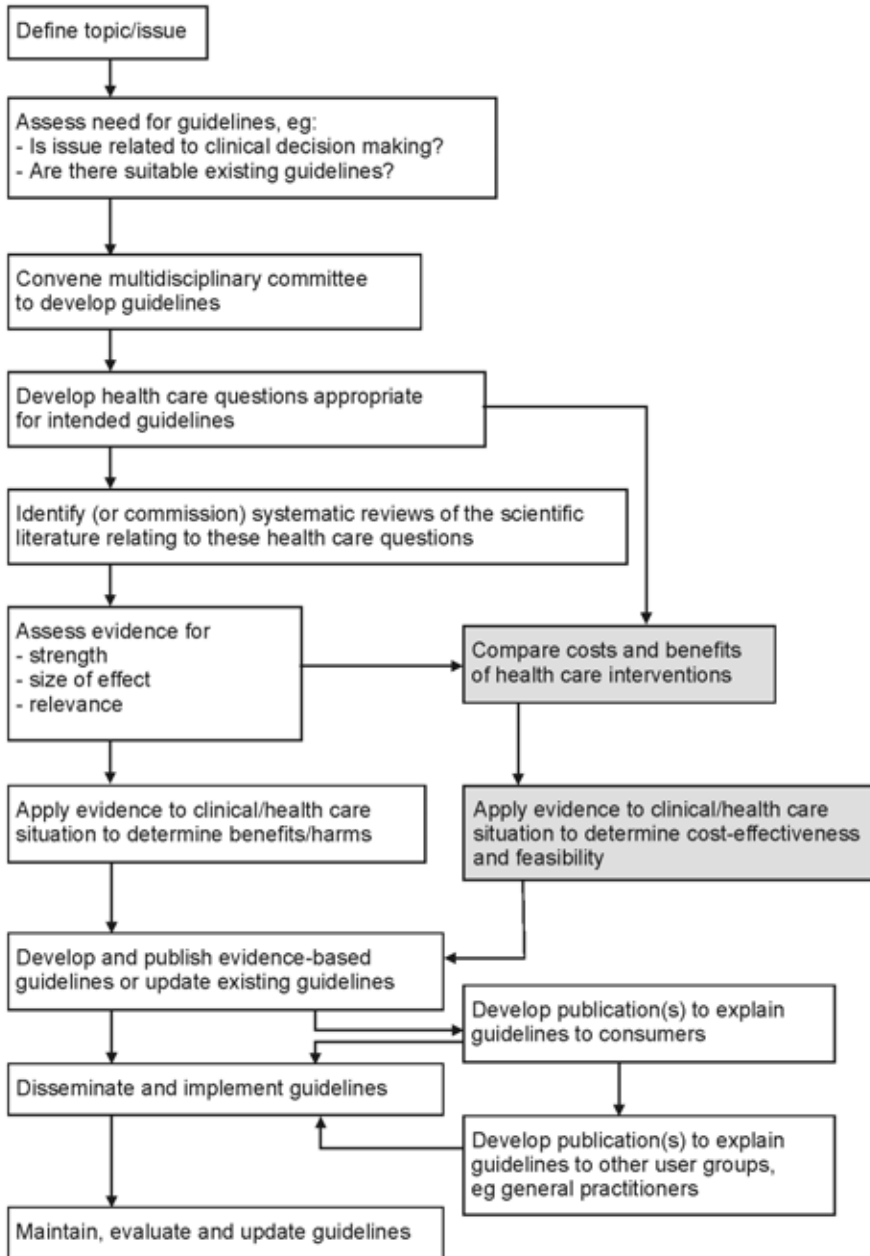 Define topic/issue
Assess need for guidelines, eg:
- Is issue related to clinical decision making?
- Are there suitable existing guidelines?
Convene multidisciplinary committee
to develop guidelines
Develop health care questions appropriate
for intended guidelines
Identify (or commission) systematic reviews of the scientific
literature relating to these health care questions
Assess evidence for
- strength
- size of effect
- relevance
Compare costs and benefits
of health care interventions
Apply evidence to clinical/health care
situation to determine benefits/harms
Apply evidence to clinical/health care
situation to determine cost-effectiveness
and feasibility
Develop and publish evidence-based
guidelines or update existing guidelines
Develop publication(s) to explain
guidelines to consumers
Disseminate and implement guidelines
Develop publication(s) to explain
guidelines to other user groups,
eg general practitioners
Maintain, evaluate and update guidelines